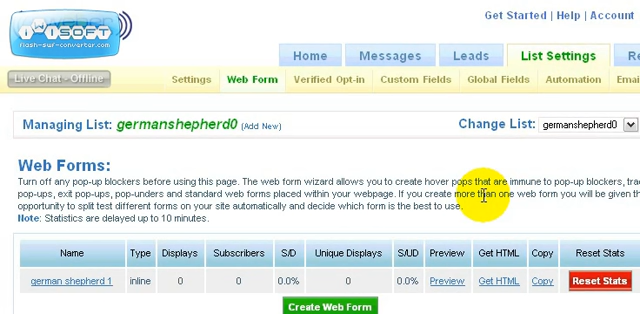 Get Started | Help | Account
iWiSOFT
flash-swf-converter.com
Home Messages Leads List Settings Re
Live Chat - Offline Settings Web Form Verified Opt-in Custom Fields Global Fields Automation Emai
Managing List: germanshepherd0 (Add New) Change List: germanshepherd0
Web Forms:
Turn off any pop-up blockers before using this page. The web form wizard allows you to create hover pops that are immune to pop-up blockers, tra
pop-ups, exit pop-ups, pop-unders and standard web forms placed within your webpage. If you create more than one web form you will be given th
opportunity to split test different forms on your site automatically and decide which form is the best to use.
Note: Statistics are delayed up to 10 minutes.
Name Type Displays Subscribers S/D Unique Displays S/UD Preview Get HTML Copy Reset Stats
german shepherd 1 inline 0 0 0.0% 0 0.0% Preview Get HTML Copy Reset Stats
Create Web Form